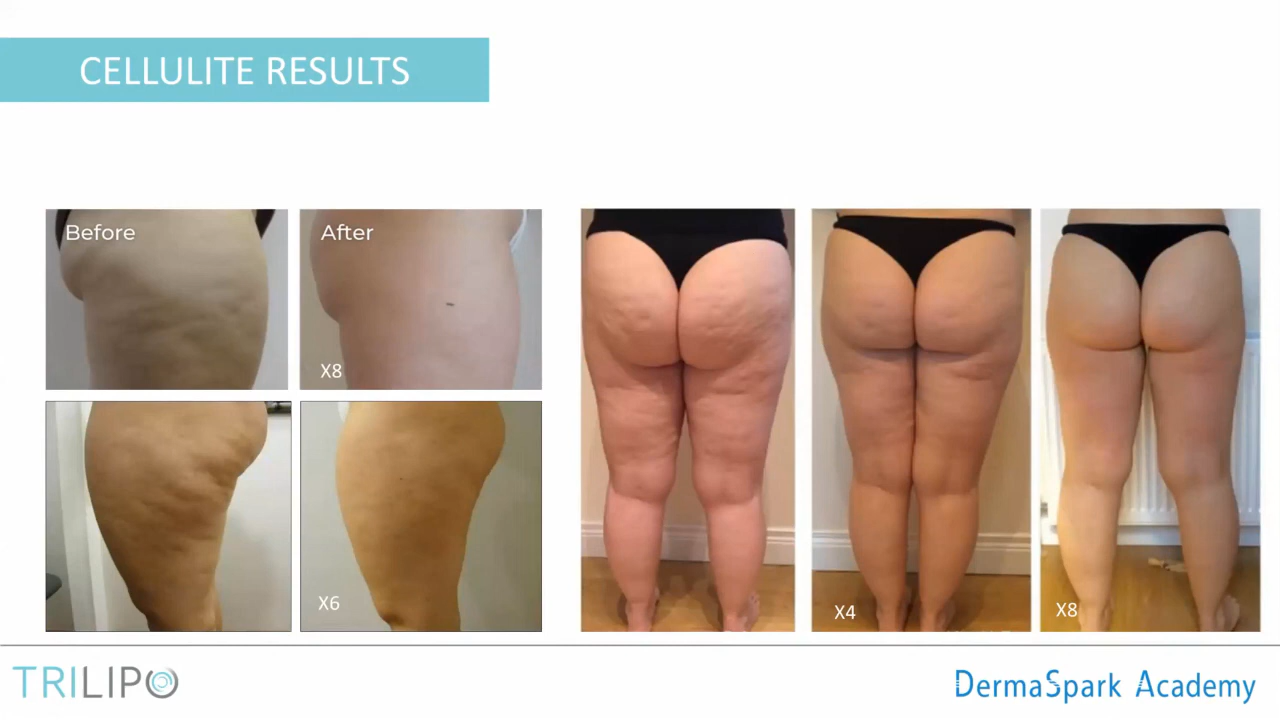 CELLULITE RESULTS
Before
After
X8
X6
X4
X8
TRILIPO
DermaSpark Academy